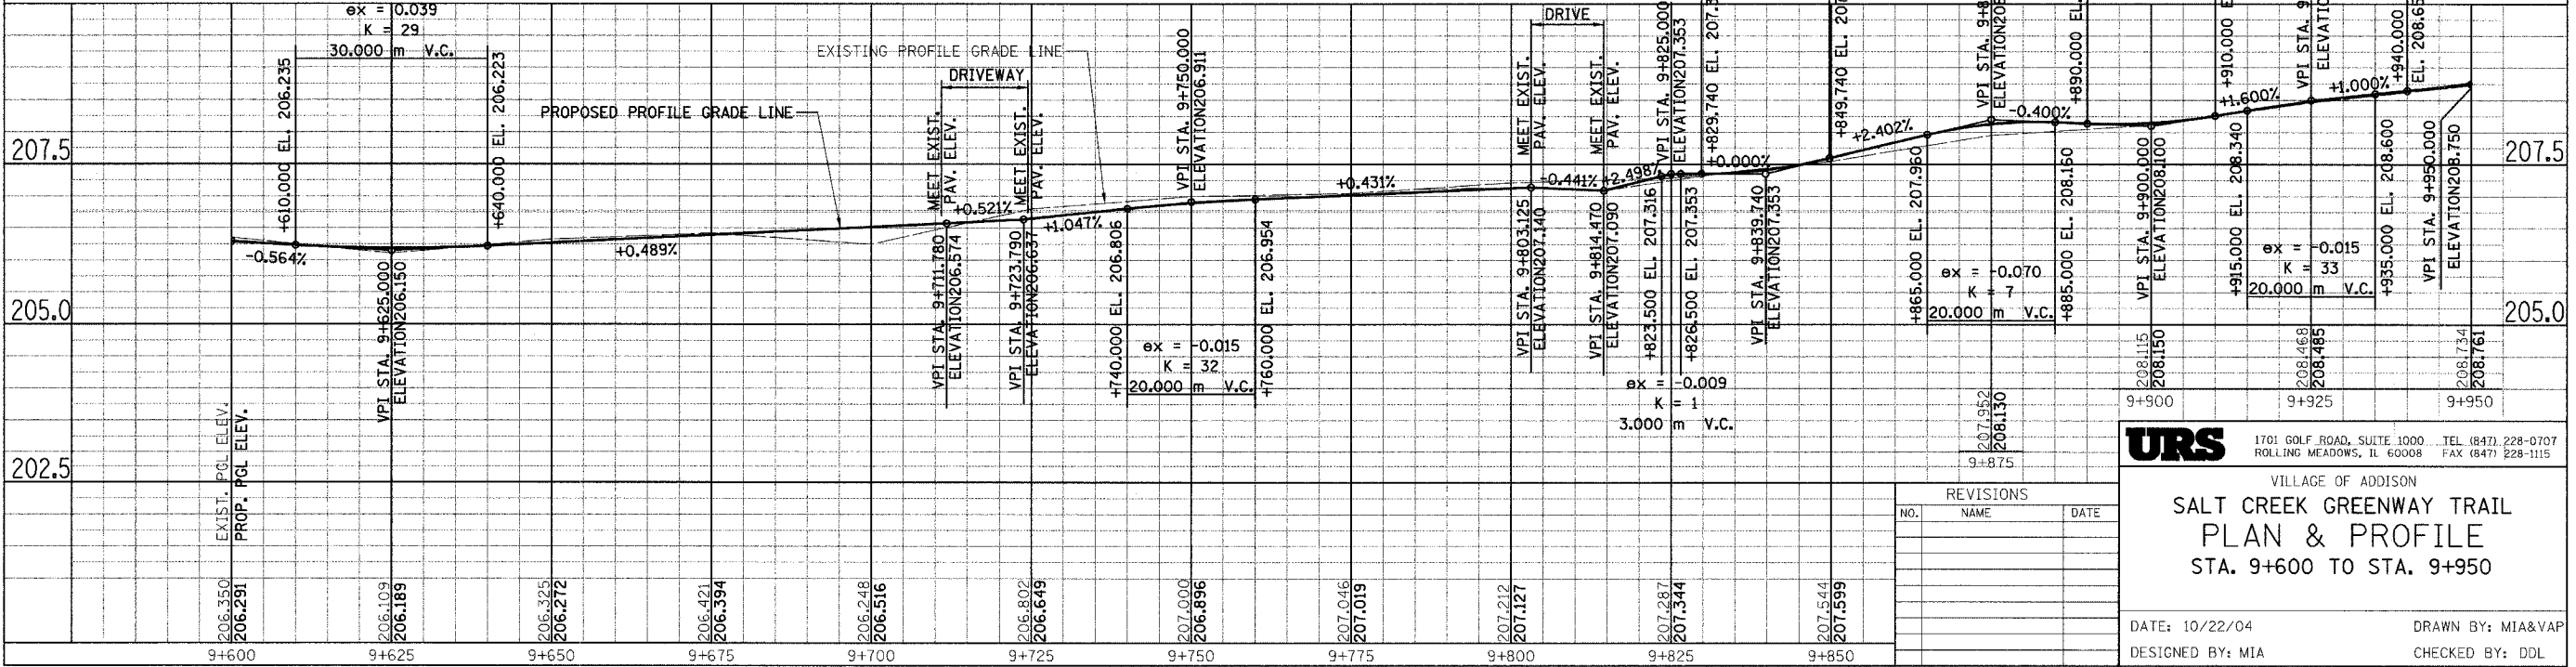 ex = 0.039
K = 29
30.000 m V.C.
+610.000 EL. 206.235
+640.000 EL. 206.223
-0.564%
VPI STA. 9+625.000
ELEVATION206.150
+0.489%
PROPOSED PROFILE GRADE LINE
EXISTING PROFILE GRADE LINE
DRIVEWAY
MEET EXIST.
PAV. ELEV.
MEET EXIST.
PAV. ELEV.
+0.521%
VPI STA. 9+711.780
ELEVATION206.574
VPI STA. 9+723.790
ELEVATION206.637
+1.047%
+740.000 EL. 206.806
VPI STA. 9+750.000
ELEVATION206.911
ex = -0.015
K = 32
20.000 m V.C.
+760.000 EL. 206.954
+0.431%
DRIVE
MEET EXIST.
PAV. ELEV.
MEET EXIST.
PAV. ELEV.
-0.441%
VPI STA. 9+803.125
ELEVATION207.140
VPI STA. 9+814.470
ELEVATION207.090
+2.498%
VPI STA. 9+825.000
ELEVATION207.353
+823.500 EL. 207.316
+826.500 EL. 207.353
ex = -0.009
K = 1
3.000 m V.C.
+829.740 EL. 207.3
+0.000%
VPI STA. 9+839.740
ELEVATION207.353
+849.740 EL. 207
+2.402%
+865.000 EL. 207.960
VPI STA. 9+8
ELEVATION208
ex = -0.070
K = 7
20.000 m V.C.
-0.400%
+885.000 EL. 208.160
+890.000 EL.
VPI STA. 9+900.000
ELEVATION208.100
+910.000 E
+1.600%
+915.000 EL. 208.340
VPI STA. 9
ELEVATIO
ex = -0.015
K = 33
20.000 m V.C.
+1.000%
+935.000 EL. 208.600
+940.000
EL. 208.65
VPI STA. 9+950.000
ELEVATION208.750
207.5
207.5
205.0
205.0
202.5
EXIST. PGL ELEV.
PROP. PGL ELEV.
206.350
206.291
206.109
206.189
206.325
206.272
206.421
206.394
206.248
206.516
206.802
206.649
207.000
206.896
207.046
207.019
207.212
207.127
207.287
207.344
207.544
207.599
207.952
208.130
9+875
208.115
208.150
208.468
208.485
208.734
208.761
9+900
9+925
9+950
9+600
9+625
9+650
9+675
9+700
9+725
9+750
9+775
9+800
9+825
9+850
REVISIONS
NO. NAME DATE
URS
1701 GOLF ROAD, SUITE 1000 TEL (847) 228-0707
ROLLING MEADOWS, IL 60008 FAX (847) 228-1115
VILLAGE OF ADDISON
SALT CREEK GREENWAY TRAIL
PLAN & PROFILE
STA. 9+600 TO STA. 9+950
DATE: 10/22/04 DRAWN BY: MIA&VAP
DESIGNED BY: MIA CHECKED BY: DDL